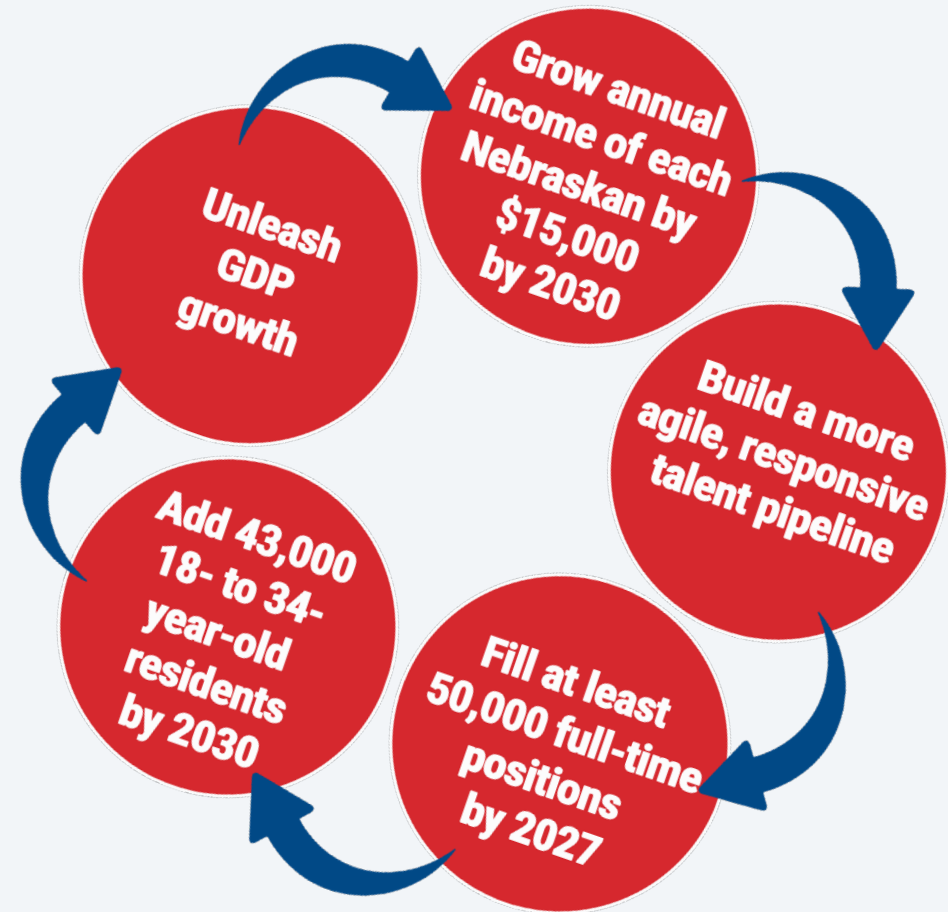 Grow annual
income of each
Nebraskan by
$15,000
by 2030
Build a more
agile, responsive
talent pipeline
Fill at least
50,000 full-time
positions
by 2027
Add 43,000
18- to 34-
year-old
residents
by 2030
Unleash
GDP
growth